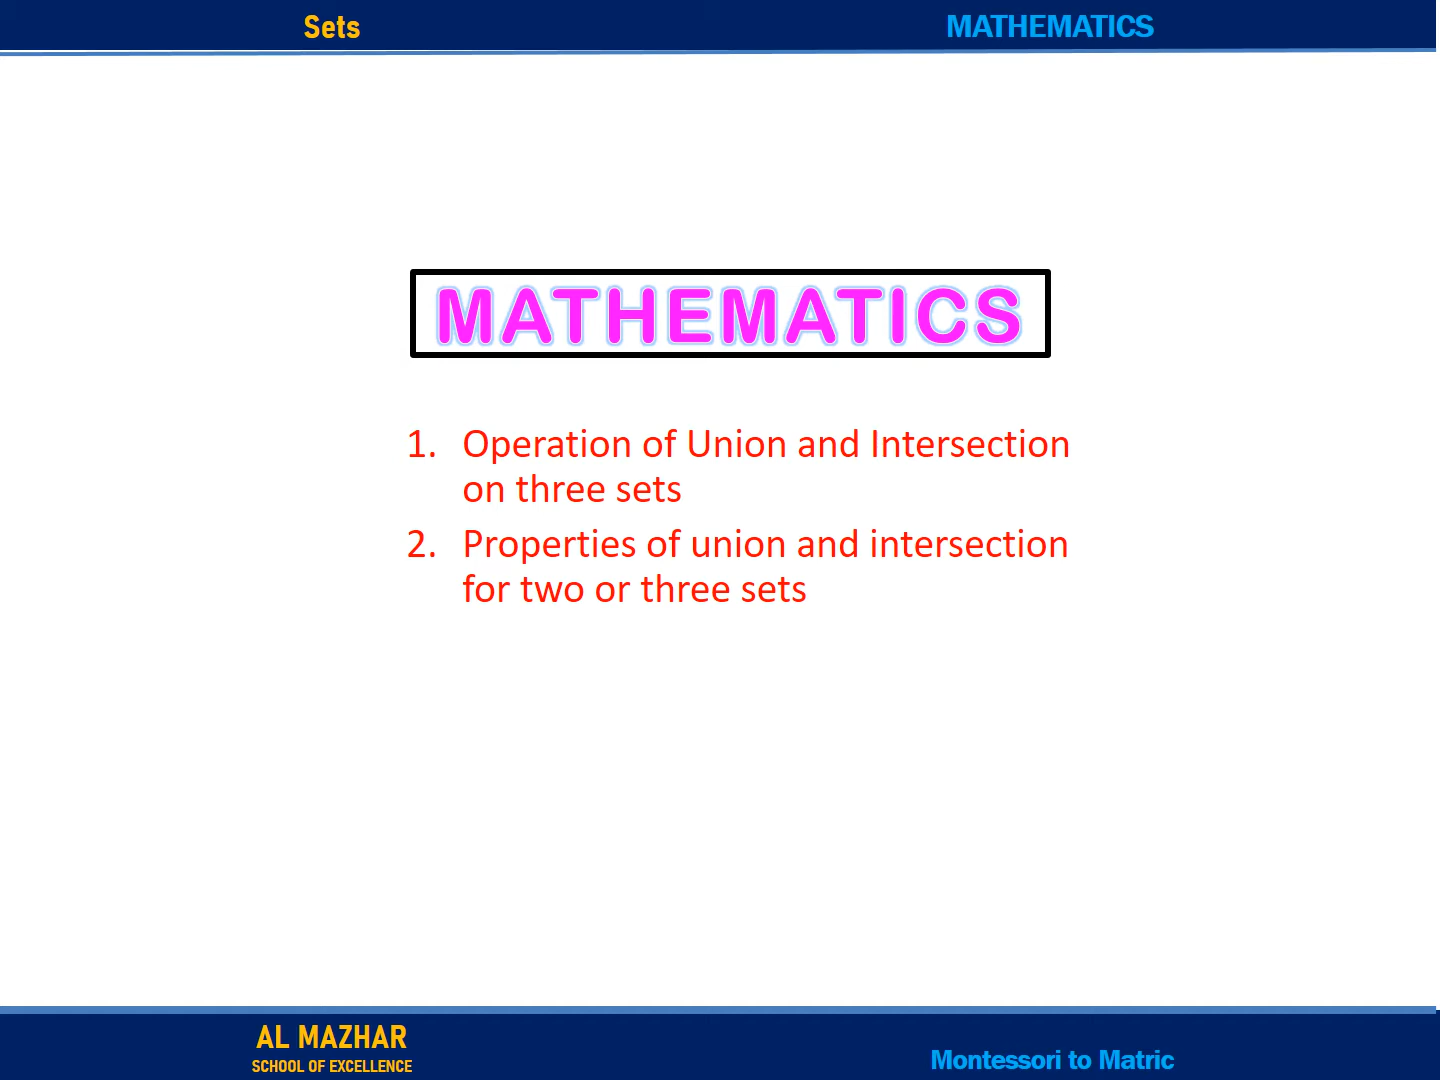 Sets
MATHEMATICS
MATHEMATICS
1. Operation of Union and Intersection
on three sets
2. Properties of union and intersection
for two or three sets
AL MAZHAR
SCHOOL OF EXCELLENCE
Montessori to Matric